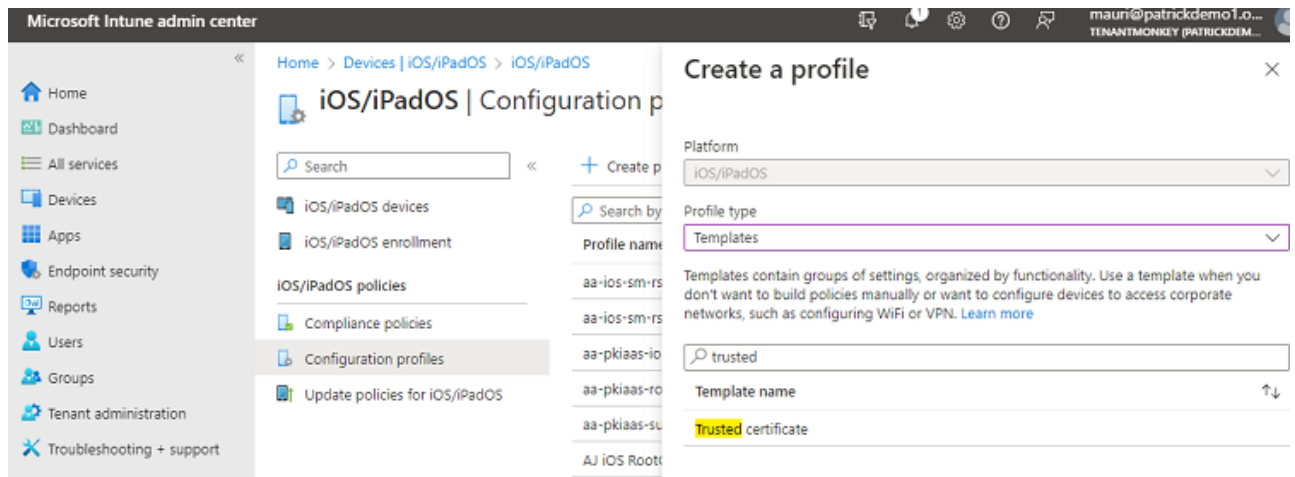 Microsoft Intune admin center
mauri@patrickdemo1.o...
TENANTMONKEY (PATRICKDEM...
Home
Dashboard
All services
Devices
Apps
Endpoint security
Reports
Users
Groups
Tenant administration
Troubleshooting + support
Home > Devices | iOS/iPadOS > iOS/iPadOS
iOS/iPadOS | Configuration p
Search
iOS/iPadOS devices
iOS/iPadOS enrollment
iOS/iPadOS policies
Compliance policies
Configuration profiles
Update policies for iOS/iPadOS
+ Create p
Search by
Profile name
aa-ios-sm-rs
aa-ios-sm-rs
aa-pkiaas-io
aa-pkiaas-ro
aa-pkiaas-su
AJ iOS Root
Create a profile
Platform
iOS/iPadOS
Profile type
Templates
Templates contain groups of settings, organized by functionality. Use a template when you
don't want to build policies manually or want to configure devices to access corporate
networks, such as configuring WiFi or VPN. Learn more
trusted
Template name
Trusted certificate